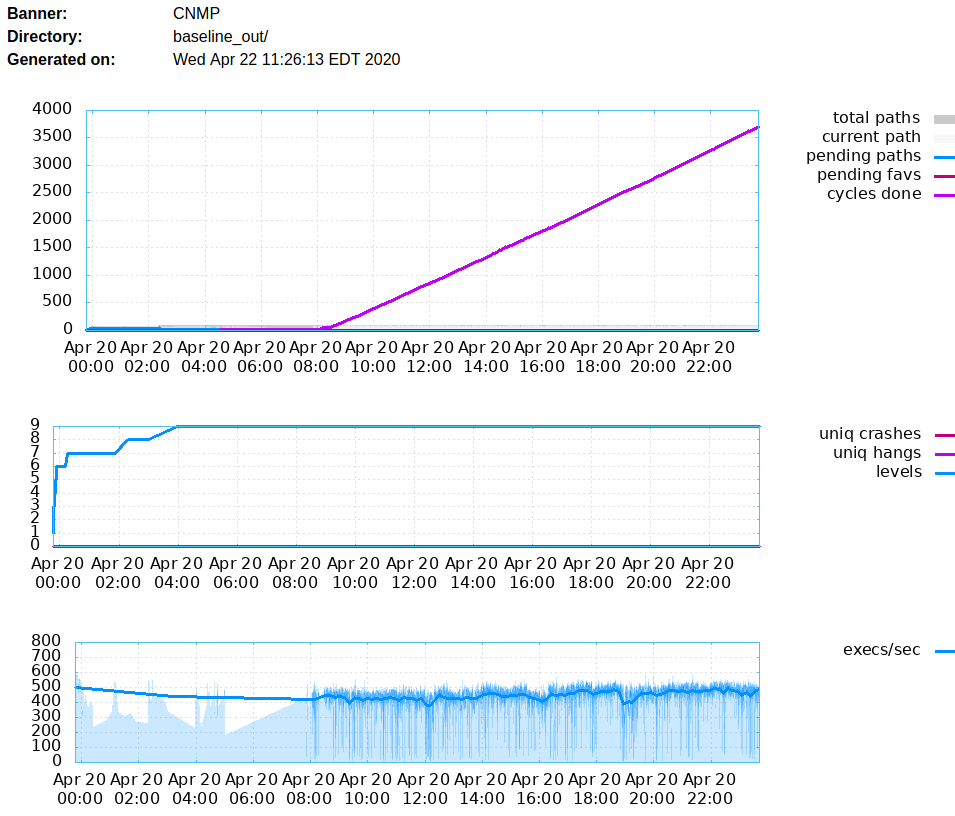 Banner: CNMP
Directory: baseline_out/
Generated on: Wed Apr 22 11:26:13 EDT 2020
4000
3500
3000
2500
2000
1500
1000
500
0
Apr 20 Apr 20 Apr 20 Apr 20 Apr 20 Apr 20 Apr 20 Apr 20 Apr 20 Apr 20 Apr 20 Apr 20
00:00 02:00 04:00 06:00 08:00 10:00 12:00 14:00 16:00 18:00 20:00 22:00
total paths
current path
pending paths
pending favs
cycles done
9
8
7
6
5
4
3
2
1
0
Apr 20 Apr 20 Apr 20 Apr 20 Apr 20 Apr 20 Apr 20 Apr 20 Apr 20 Apr 20 Apr 20 Apr 20
00:00 02:00 04:00 06:00 08:00 10:00 12:00 14:00 16:00 18:00 20:00 22:00
uniq crashes
uniq hangs
levels
800
700
600
500
400
300
200
100
0
Apr 20 Apr 20 Apr 20 Apr 20 Apr 20 Apr 20 Apr 20 Apr 20 Apr 20 Apr 20 Apr 20 Apr 20
00:00 02:00 04:00 06:00 08:00 10:00 12:00 14:00 16:00 18:00 20:00 22:00
execs/sec